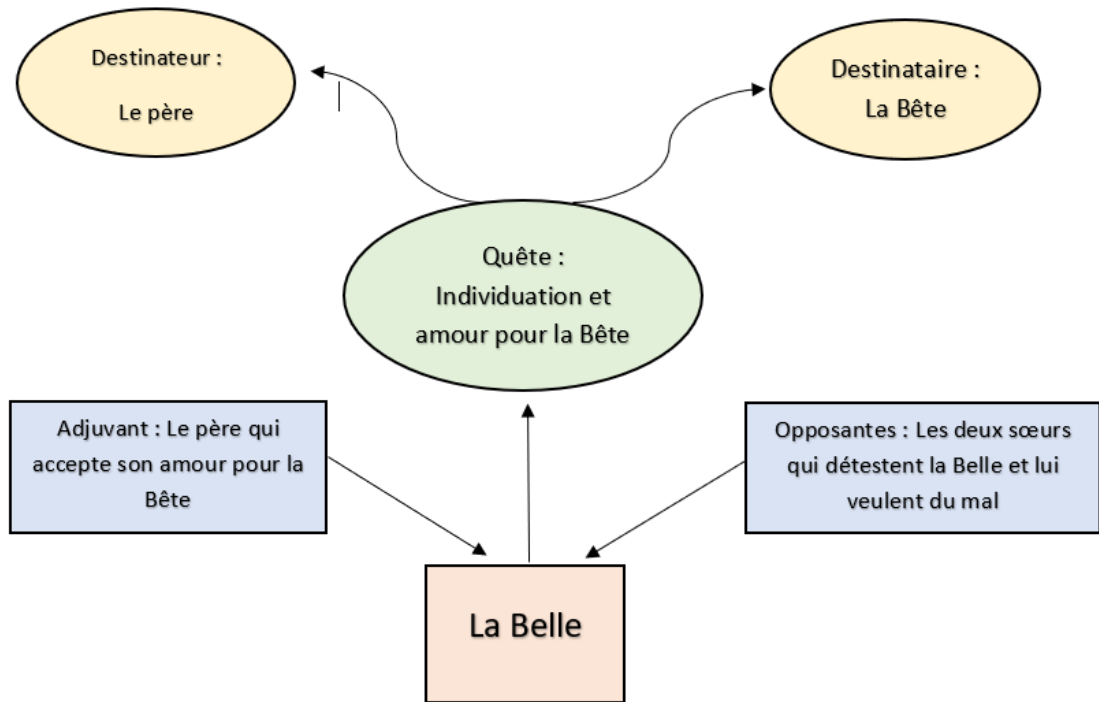 Destinateur :
Le père
Destinataire :
La Bête
Quête :
Individuation et
amour pour la Bête
Adjuvant : Le père qui
accepte son amour pour la
Bête
Opposantes : Les deux sœurs
qui détestent la Belle et lui
veulent du mal
La Belle